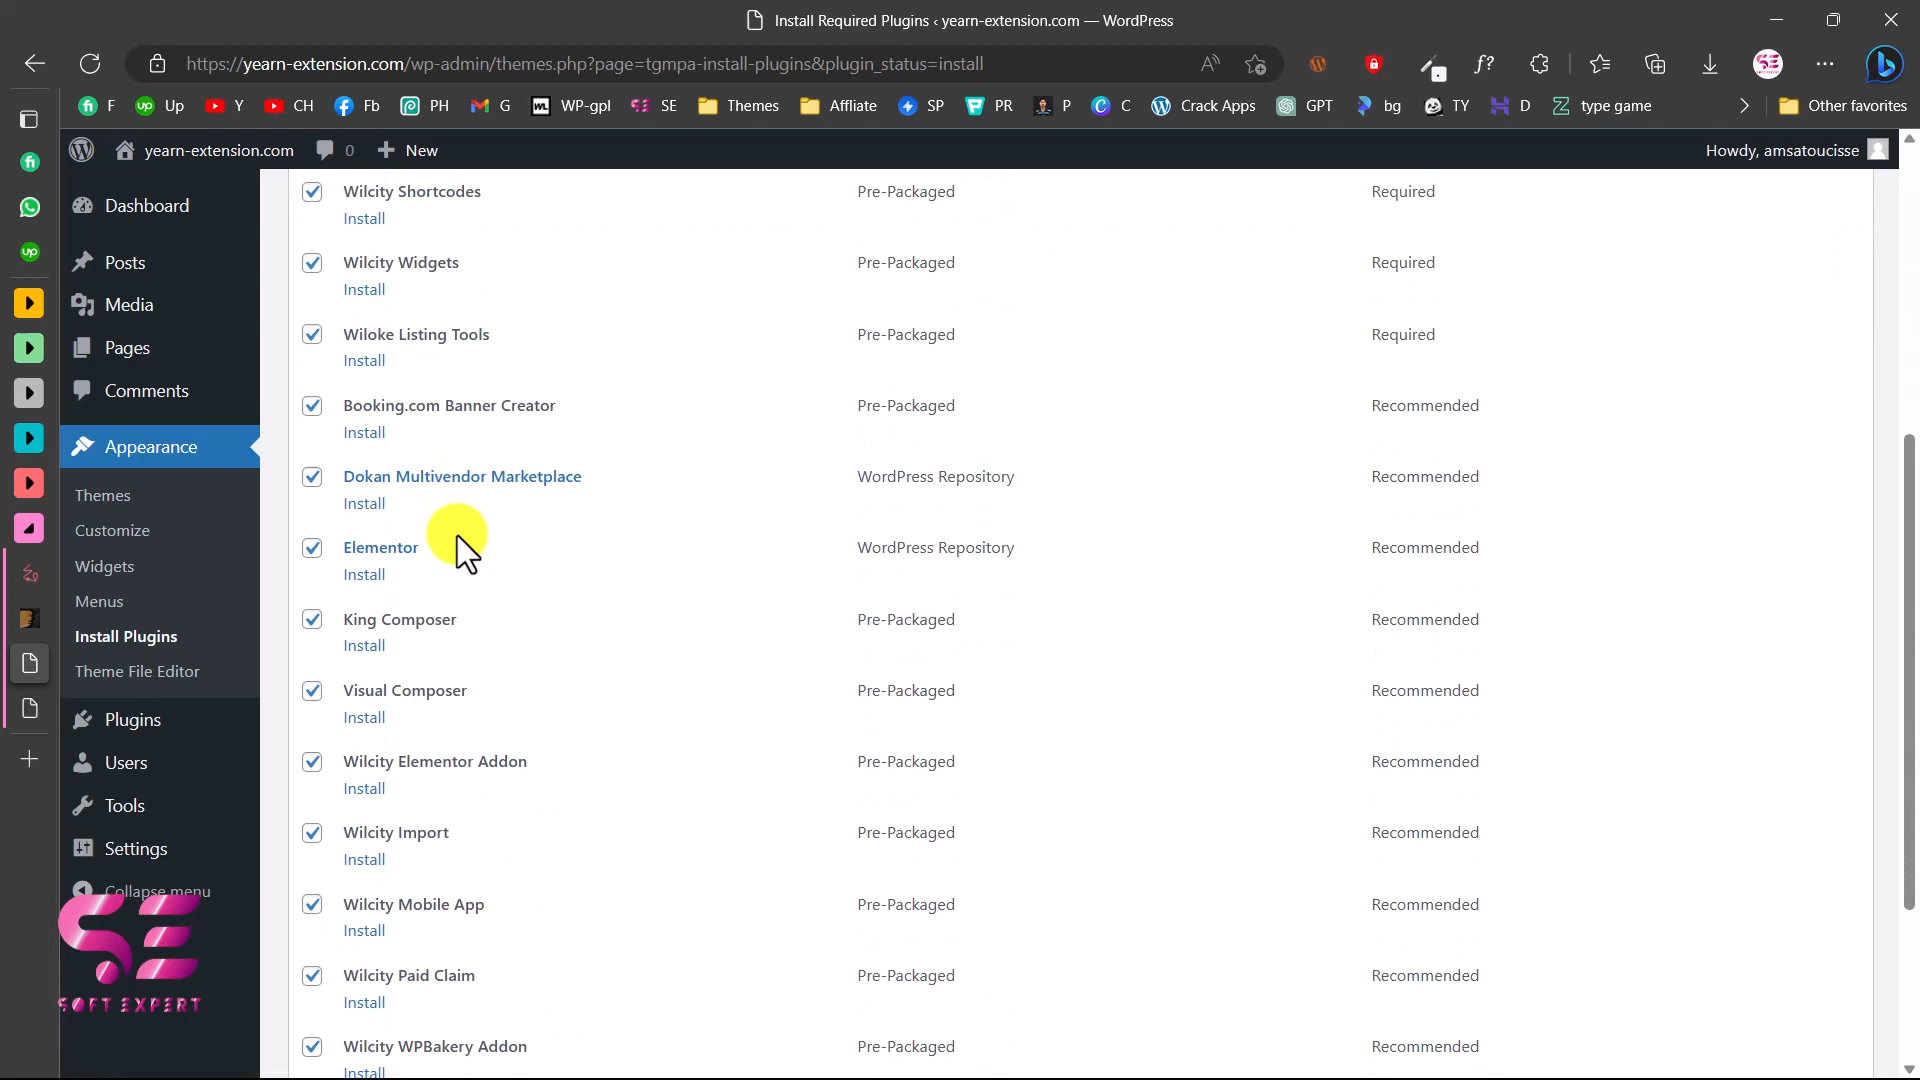 Install Required Plugins ‹ yearn-extension.com — WordPress
https://yearn-extension.com/wp-admin/themes.php?page=tgmpa-install-plugins&plugin_status=install
F Up Y CH Fb PH G WP-gpl SE Themes Affliate SP PR P C Crack Apps GPT bg TY D type game Other favorites
yearn-extension.com 0 New Howdy, amsatoucisse
Dashboard
Posts
Media
Pages
Comments
Appearance
Themes
Customize
Widgets
Menus
Install Plugins
Theme File Editor
Plugins
Users
Tools
Settings
Collapse menu
SE
SOFT EXPERT
Wilcity Shortcodes Pre-Packaged Required
Install
Wilcity Widgets Pre-Packaged Required
Install
Wiloke Listing Tools Pre-Packaged Required
Install
Booking.com Banner Creator Pre-Packaged Recommended
Install
Dokan Multivendor Marketplace WordPress Repository Recommended
Install
Elementor WordPress Repository Recommended
Install
King Composer Pre-Packaged Recommended
Install
Visual Composer Pre-Packaged Recommended
Install
Wilcity Elementor Addon Pre-Packaged Recommended
Install
Wilcity Import Pre-Packaged Recommended
Install
Wilcity Mobile App Pre-Packaged Recommended
Install
Wilcity Paid Claim Pre-Packaged Recommended
Install
Wilcity WPBakery Addon Pre-Packaged Recommended
Install